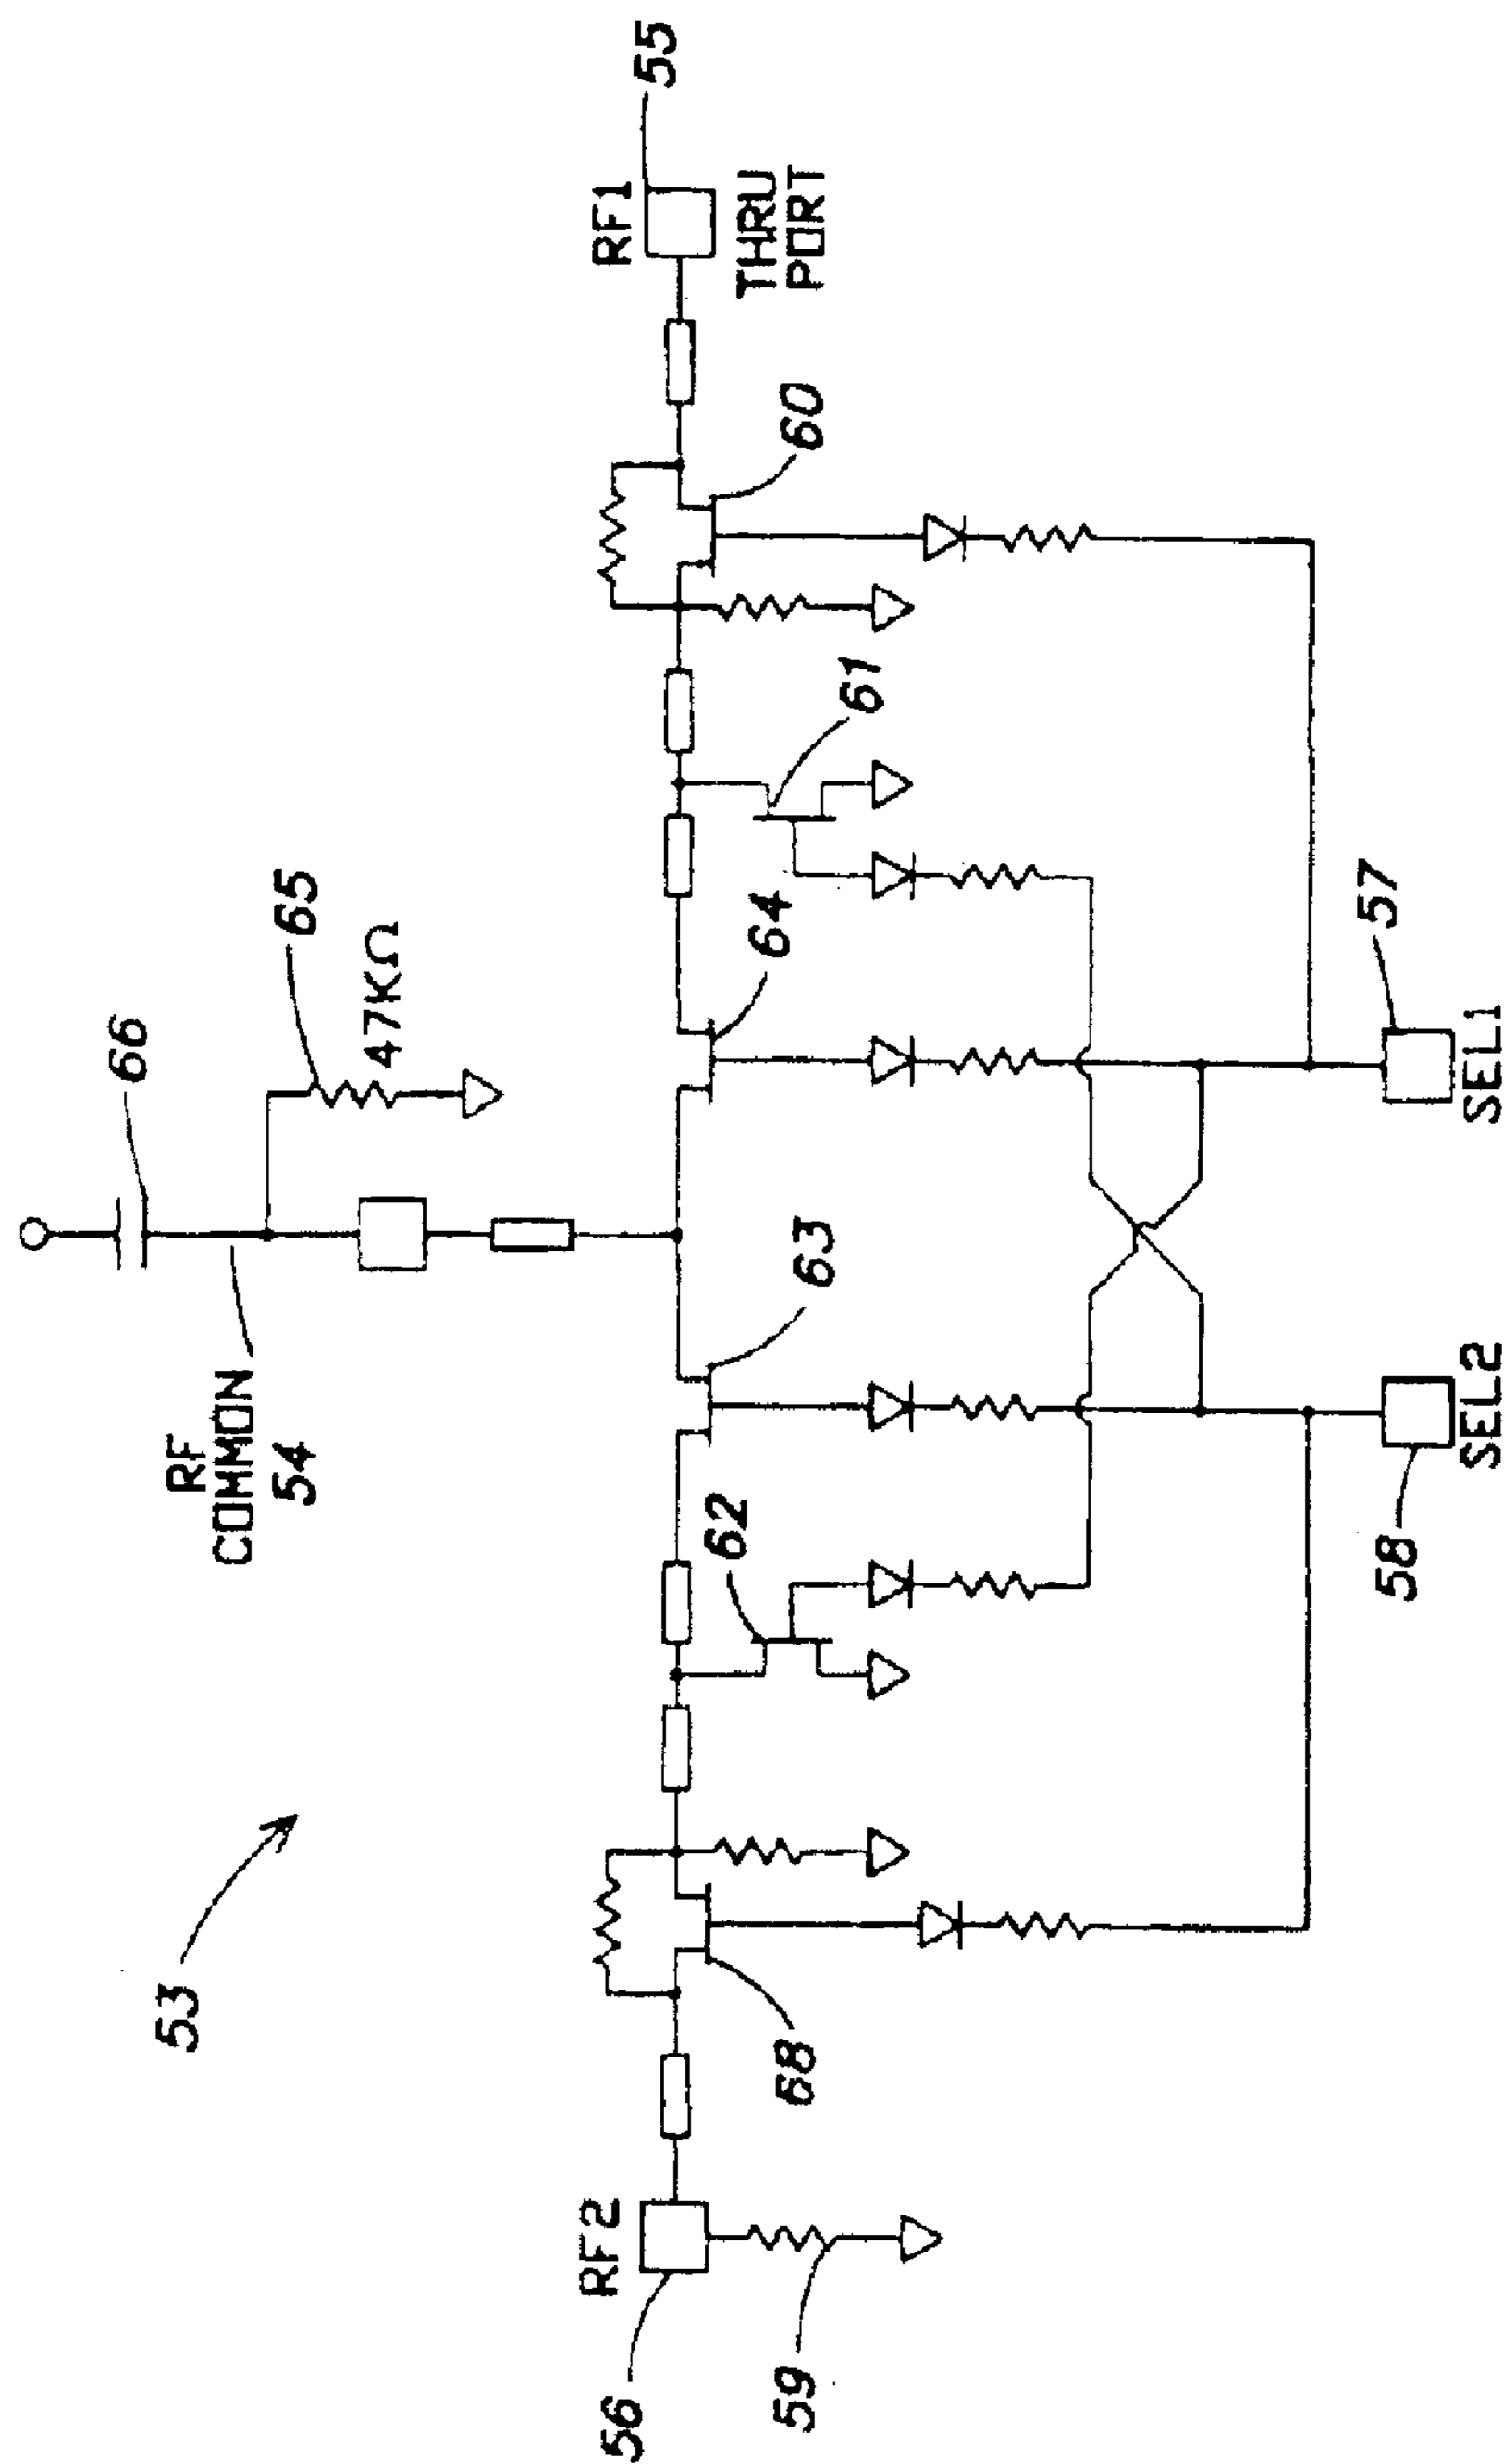 53
RF
COMMON
54
66
65
47KΩ
RF2
56
59
68
62
63
64
61
60
RF1
55
THRU
PORT
58
SEL2
57
SEL1